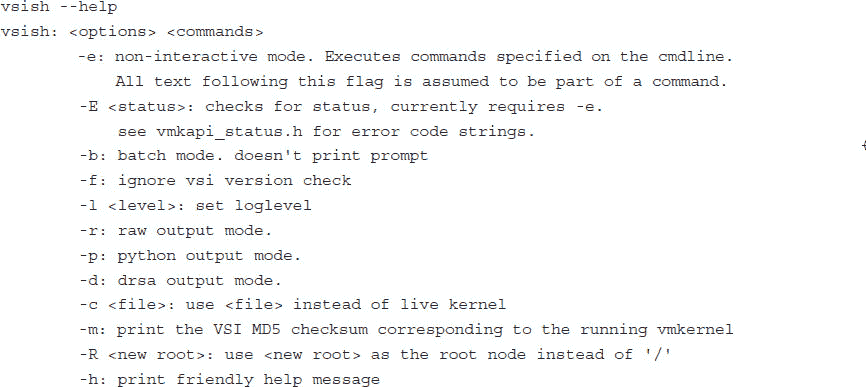 vsish --help
vsish: <options> <commands>
-e: non-interactive mode. Executes commands specified on the cmdline.
All text following this flag is assumed to be part of a command.
-E <status>: checks for status, currently requires -e.
see vmkapi_status.h for error code strings.
-b: batch mode. doesn't print prompt
-f: ignore vsi version check
-l <level>: set loglevel
-r: raw output mode.
-p: python output mode.
-d: drsa output mode.
-c <file>: use <file> instead of live kernel
-m: print the VSI MD5 checksum corresponding to the running vmkernel
-R <new root>: use <new root> as the root node instead of '/'
-h: print friendly help message